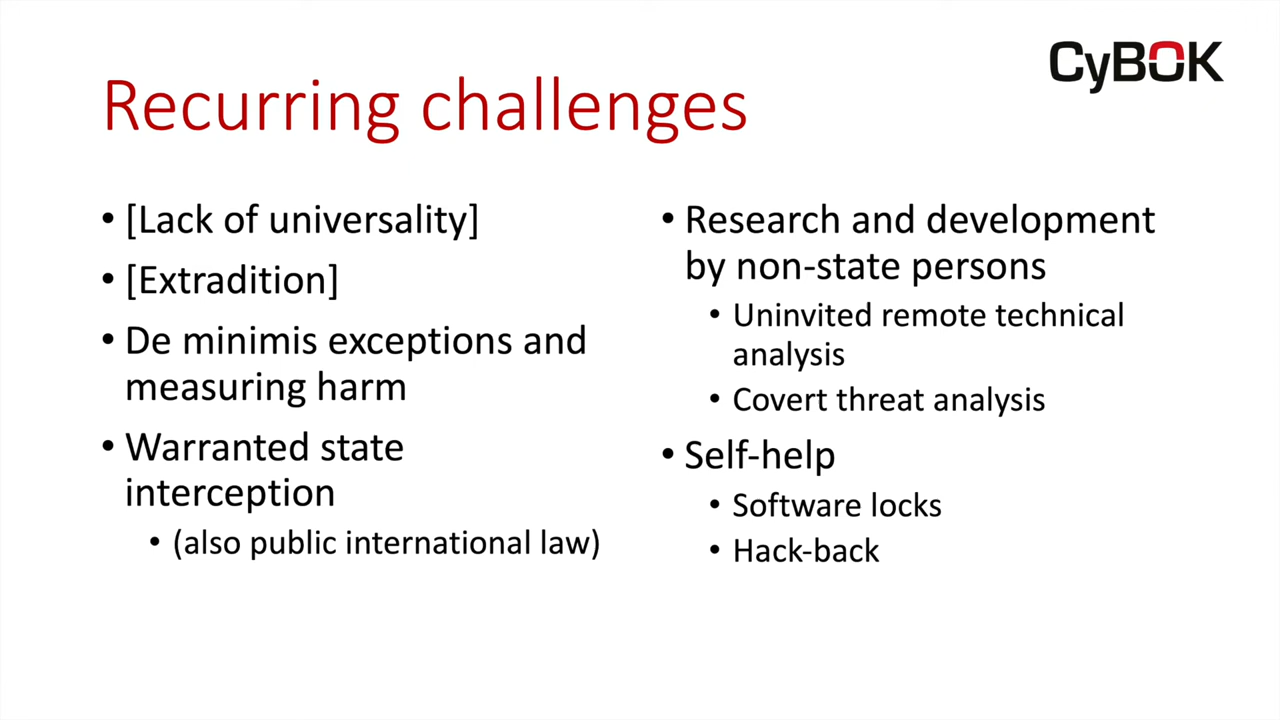 CyBOK
Recurring challenges
• [Lack of universality]
• [Extradition]
• De minimis exceptions and
measuring harm
• Warranted state
interception
• (also public international law)
• Research and development
by non-state persons
• Uninvited remote technical
analysis
• Covert threat analysis
• Self-help
• Software locks
• Hack-back